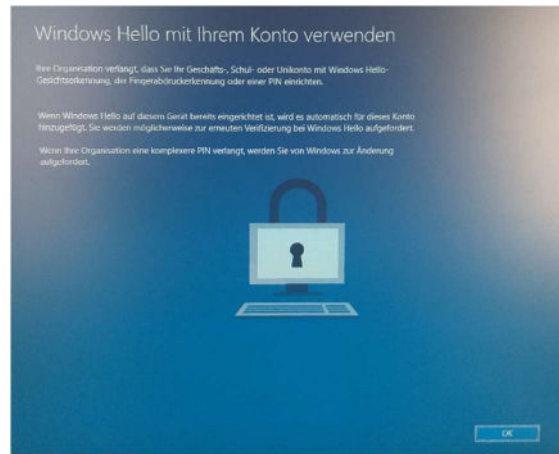 Windows Hello mit Ihrem Konto verwenden
Ihre Organisation verlangt, dass Sie Ihr Geschäfts-, Schul- oder Unikonto mit Windows Hello-
Gesichtserkennung, der Fingerabdruckerkennung oder einer PIN einrichten.
Wenn Windows Hello auf diesem Gerät bereits eingerichtet ist, wird es automatisch für dieses Konto
hinzugefügt. Sie werden möglicherweise zur erneuten Verifizierung bei Windows Hello aufgefordert.
Wenn Ihre Organisation eine komplexere PIN verlangt, werden Sie von Windows zur Änderung
aufgefordert.
OK